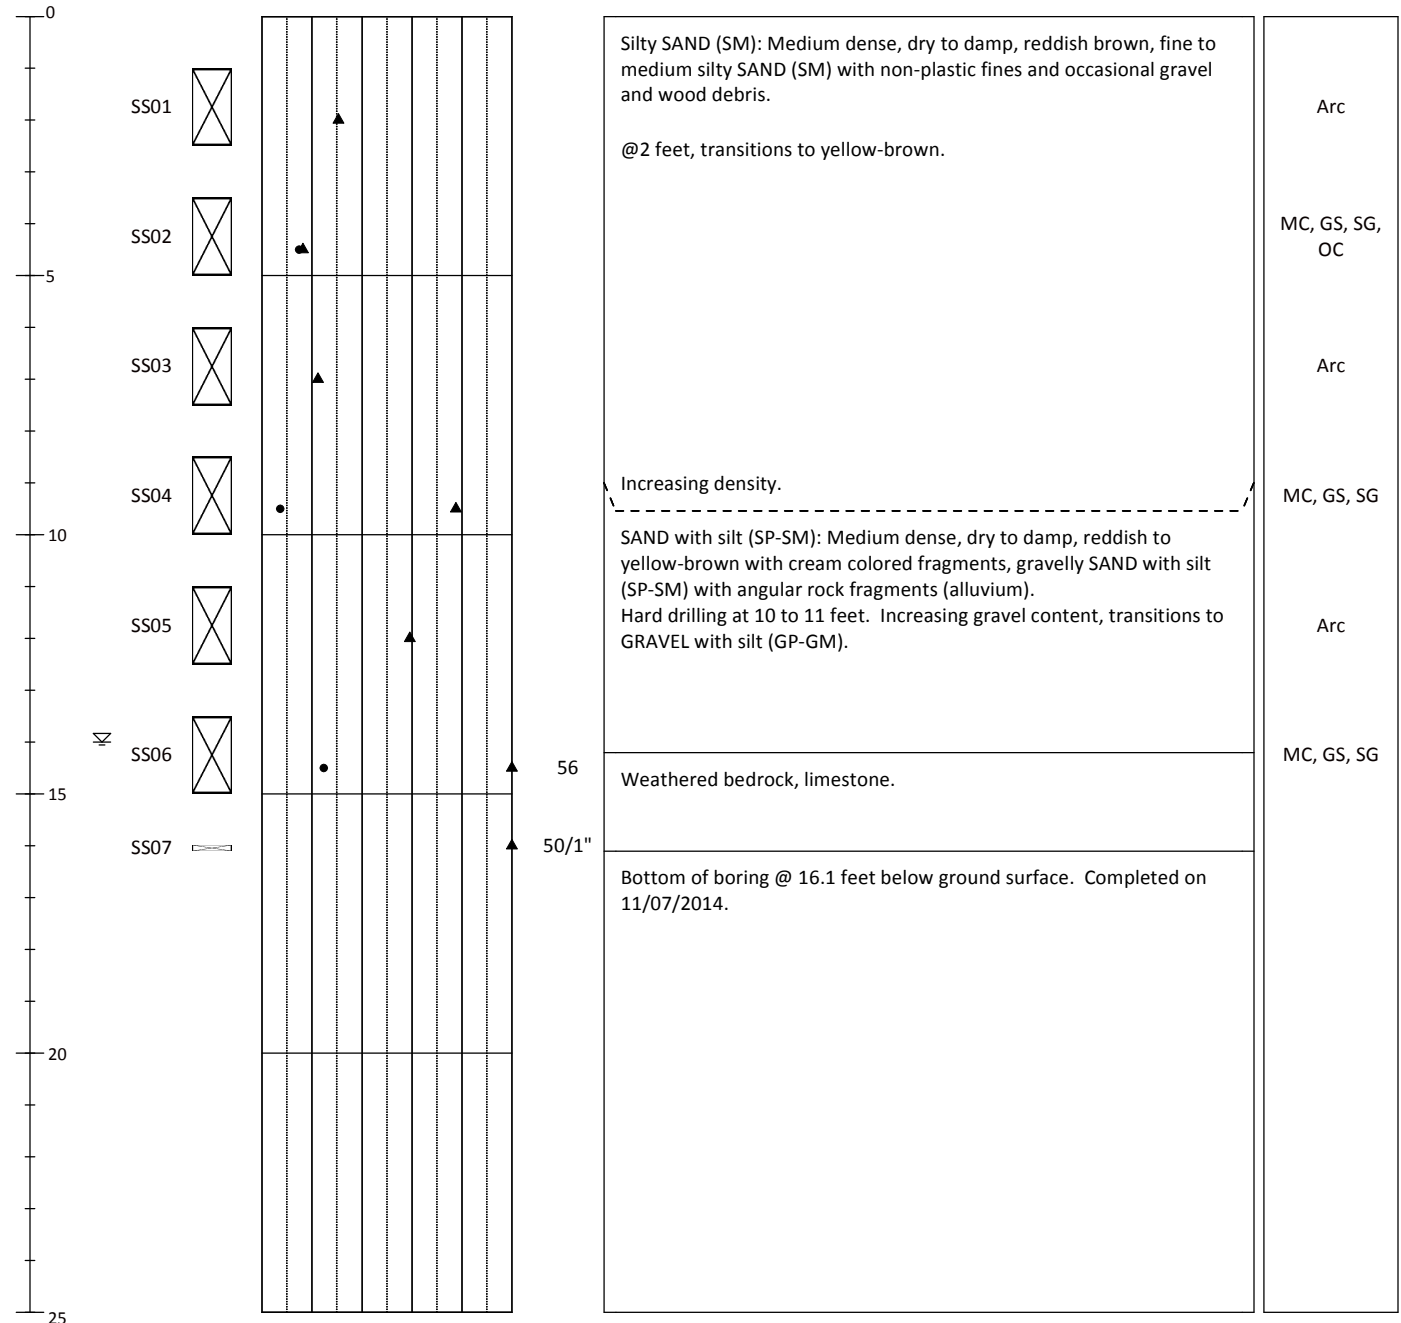 0
Silty SAND (SM): Medium dense, dry to damp, reddish brown, fine to
medium silty SAND (SM) with non-plastic fines and occasional gravel
and wood debris.
SS01
Arc
@2 feet, transitions to yellow-brown.
SS02
MC, GS, SG,
OC
5
SS03
Arc
Increasing density.
SS04
MC, GS, SG
10
SAND with silt (SP-SM): Medium dense, dry to damp, reddish to
yellow-brown with cream colored fragments, gravelly SAND with silt
(SP-SM) with angular rock fragments (alluvium).
Hard drilling at 10 to 11 feet.  Increasing gravel content, transitions to
GRAVEL with silt (GP-GM).
SS05
Arc
SS06
56
MC, GS, SG
Weathered bedrock, limestone.
15
SS07
50/1"
Bottom of boring @ 16.1 feet below ground surface.  Completed on
11/07/2014.
20
25